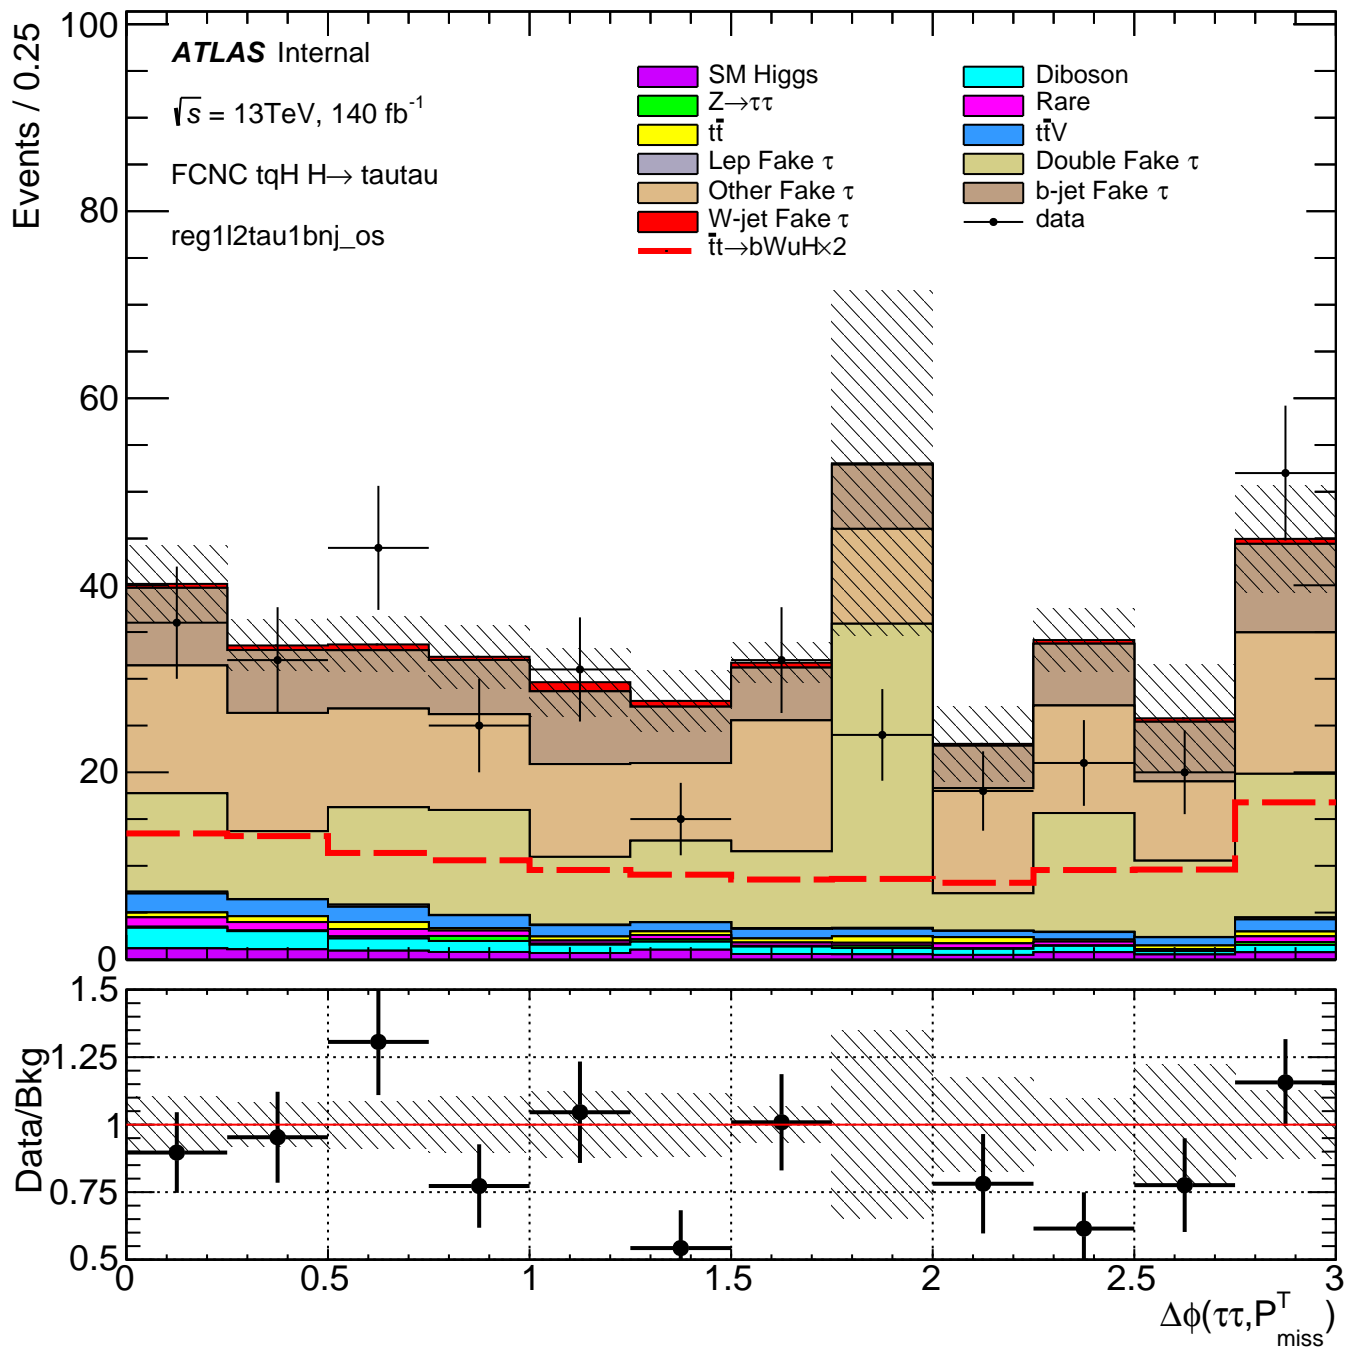 100
80
60
40
20
0
Events / 0.25
ATLAS Internal
√s = 13TeV, 140 fb⁻¹
FCNC tqH H→ tautau
reg1l2tau1bnj_os
SM Higgs
Z→ττ
tt̄
Lep Fake τ
Other Fake τ
W-jet Fake τ
t̄t→bWuH×2
Diboson
Rare
tt̄V
Double Fake τ
b-jet Fake τ
data
1.5
1.25
1
0.75
0.5
Data/Bkg
0 0.5 1 1.5 2 2.5 3
Δϕ(ττ,P^T_miss)